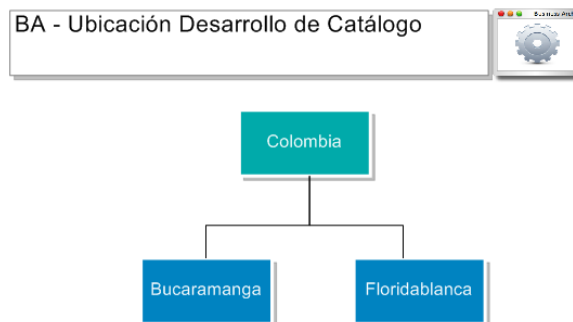 BA - Ubicación Desarrollo de Catálogo
Colombia
Bucaramanga
Floridablanca